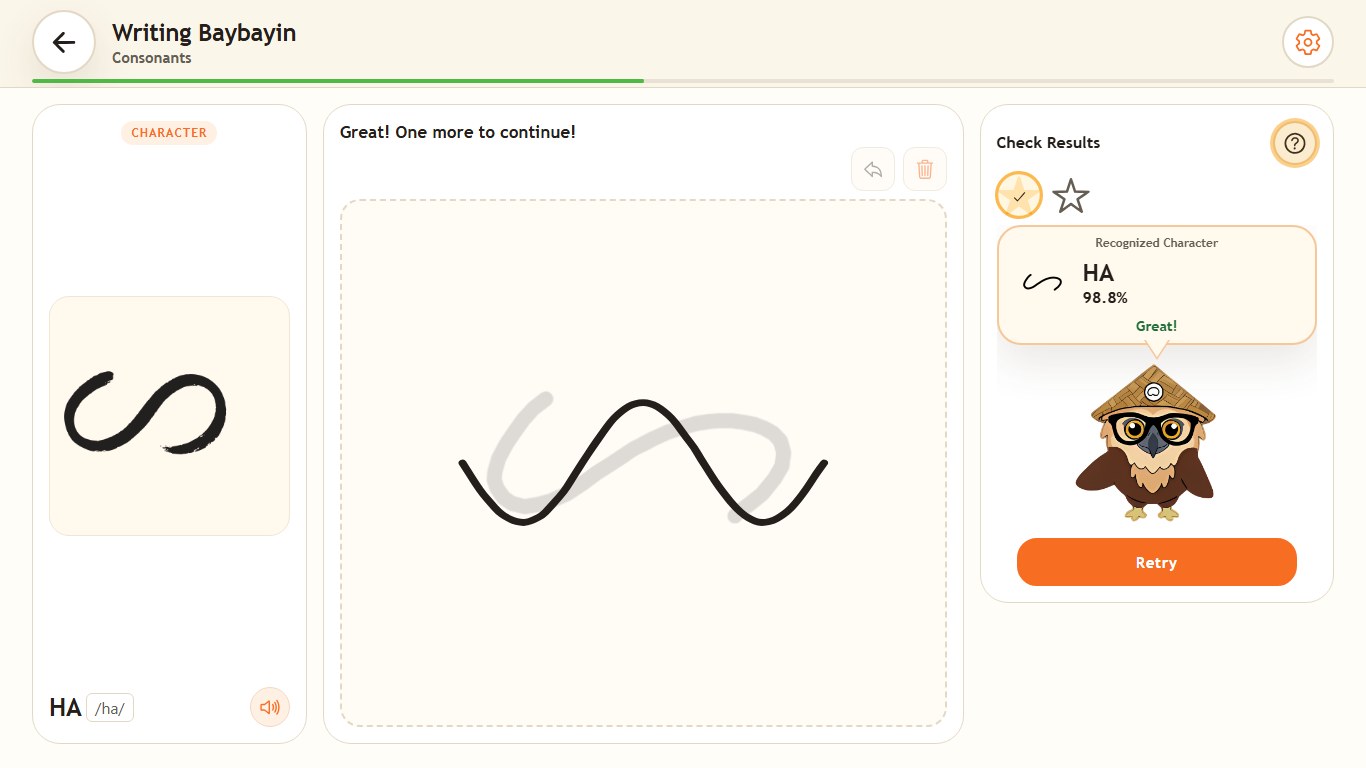 Writing Baybayin
Consonants
CHARACTER
ᜑ
HA /ha/
Great! One more to continue!
Check Results
Recognized Character
ᜑ
HA
98.8%
Great!
Retry